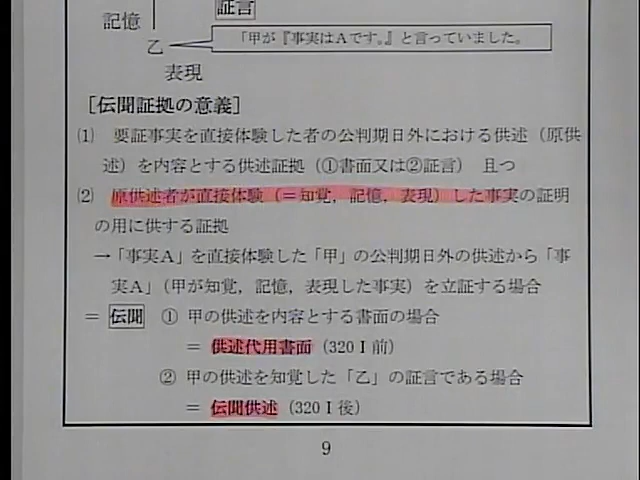 証言
記憶
乙
「甲が『事実はAです。』と言っていました。
表現
［伝聞証拠の意義］
⑴　要証事実を直接体験した者の公判期日外における供述（原供
述）を内容とする供述証拠（①書面又は②証言）　且つ
⑵　原供述者が直接体験（＝知覚，記憶，表現）した事実の証明
の用に供する証拠
→「事実A」を直接体験した「甲」の公判期日外の供述から「事
実A」（甲が知覚，記憶，表現した事実）を立証する場合
＝ 伝聞　① 甲の供述を内容とする書面の場合
＝ 供述代用書面（320Ⅰ前）
② 甲の供述を知覚した「乙」の証言である場合
＝ 伝聞供述（320Ⅰ後）
9